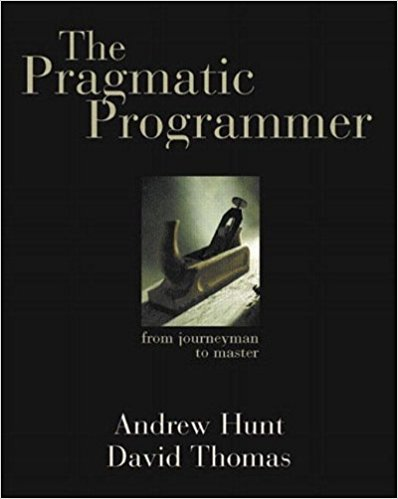 The
Pragmatic
Programmer
from journeyman
to master
Andrew Hunt
David Thomas